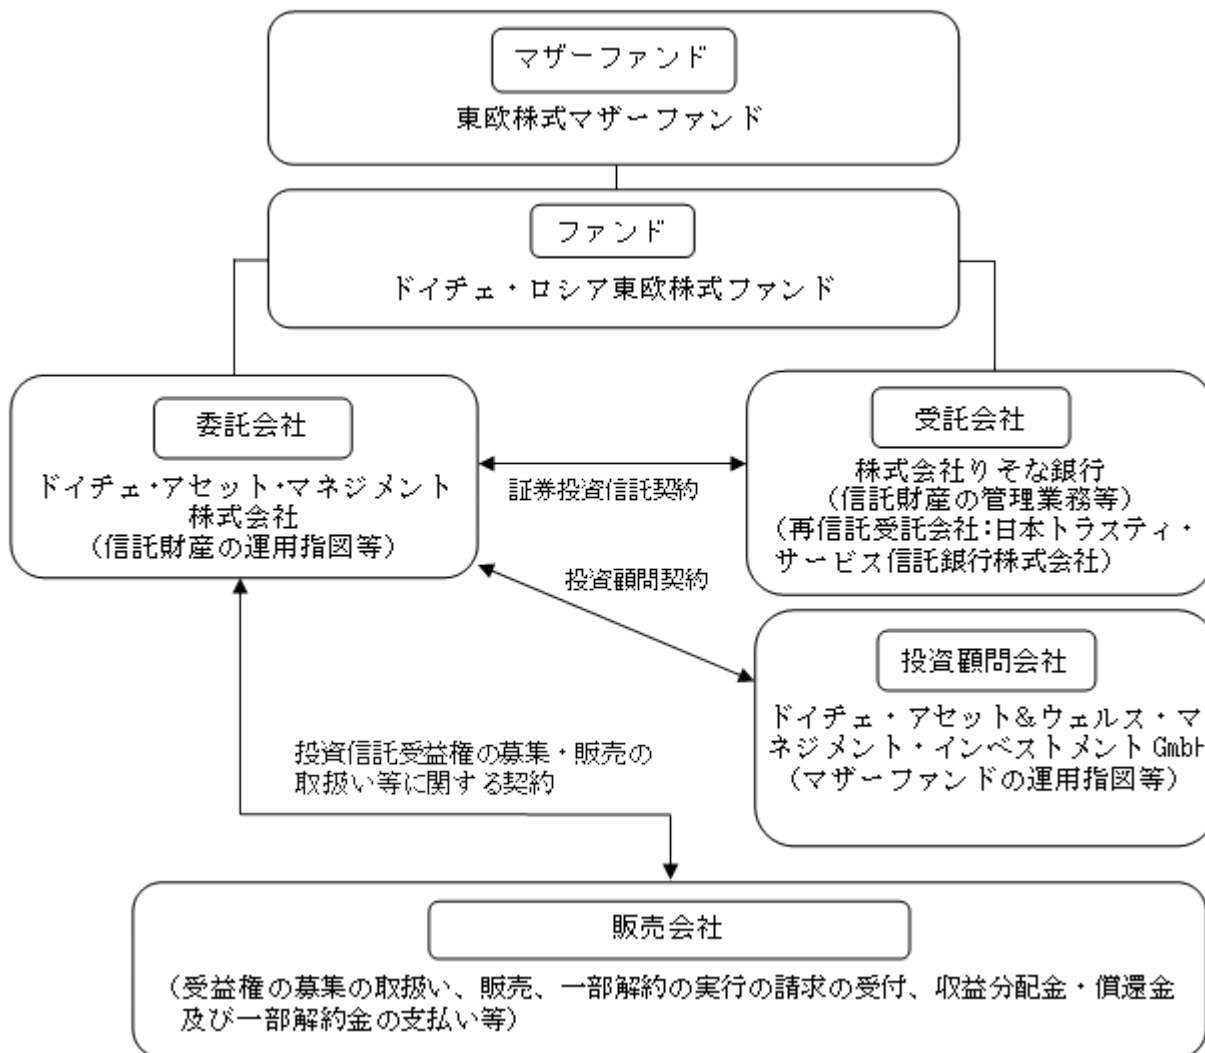 マザーファンド
東欧株式マザーファンド
ファンド
ドイチェ・ロシア東欧株式ファンド
委託会社
ドイチェ・アセット・マネジメント
株式会社
（信託財産の運用指図等）
証券投資信託契約
受託会社
株式会社りそな銀行
（信託財産の管理業務等）
（再信託受託会社：日本トラスティ・
サービス信託銀行株式会社）
投資顧問契約
投資顧問会社
ドイチェ・アセット＆ウェルス・マ
ネジメント・インベストメント GmbH
（マザーファンドの運用指図等）
投資信託受益権の募集・販売の
取扱い等に関する契約
販売会社
（受益権の募集の取扱い、販売、一部解約の実行の請求の受付、収益分配金・償還金
及び一部解約金の支払い等）